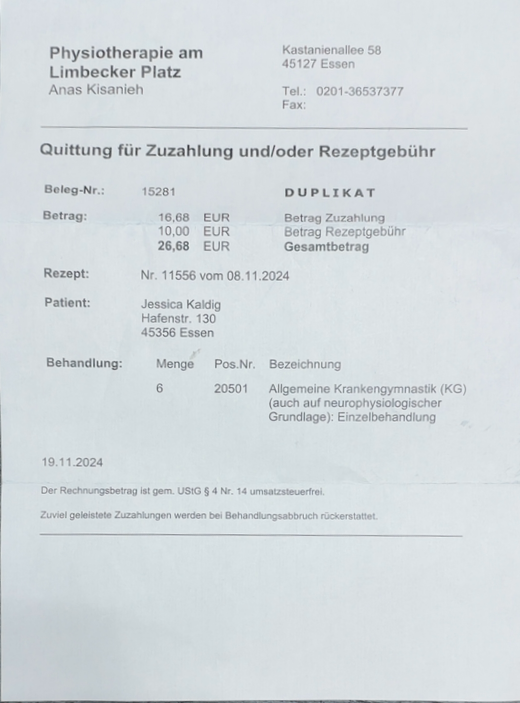 Physiotherapie am
Limbecker Platz
Anas Kisanieh
Kastanienallee 58
45127 Essen
Tel.: 0201-36537377
Fax:
Quittung für Zuzahlung und/oder Rezeptgebühr
Beleg-Nr.: 15281 DUPLIKAT
Betrag: 16,68 EUR Betrag Zuzahlung
10,00 EUR Betrag Rezeptgebühr
26,68 EUR Gesamtbetrag
Rezept: Nr. 11556 vom 08.11.2024
Patient: Jessica Kaldig
Hafenstr. 130
45356 Essen
Behandlung: Menge Pos.Nr. Bezeichnung
6 20501 Allgemeine Krankengymnastik (KG)
(auch auf neurophysiologischer
Grundlage): Einzelbehandlung
19.11.2024
Der Rechnungsbetrag ist gem. UStG § 4 Nr. 14 umsatzsteuerfrei.
Zuviel geleistete Zuzahlungen werden bei Behandlungsabbruch rückerstattet.